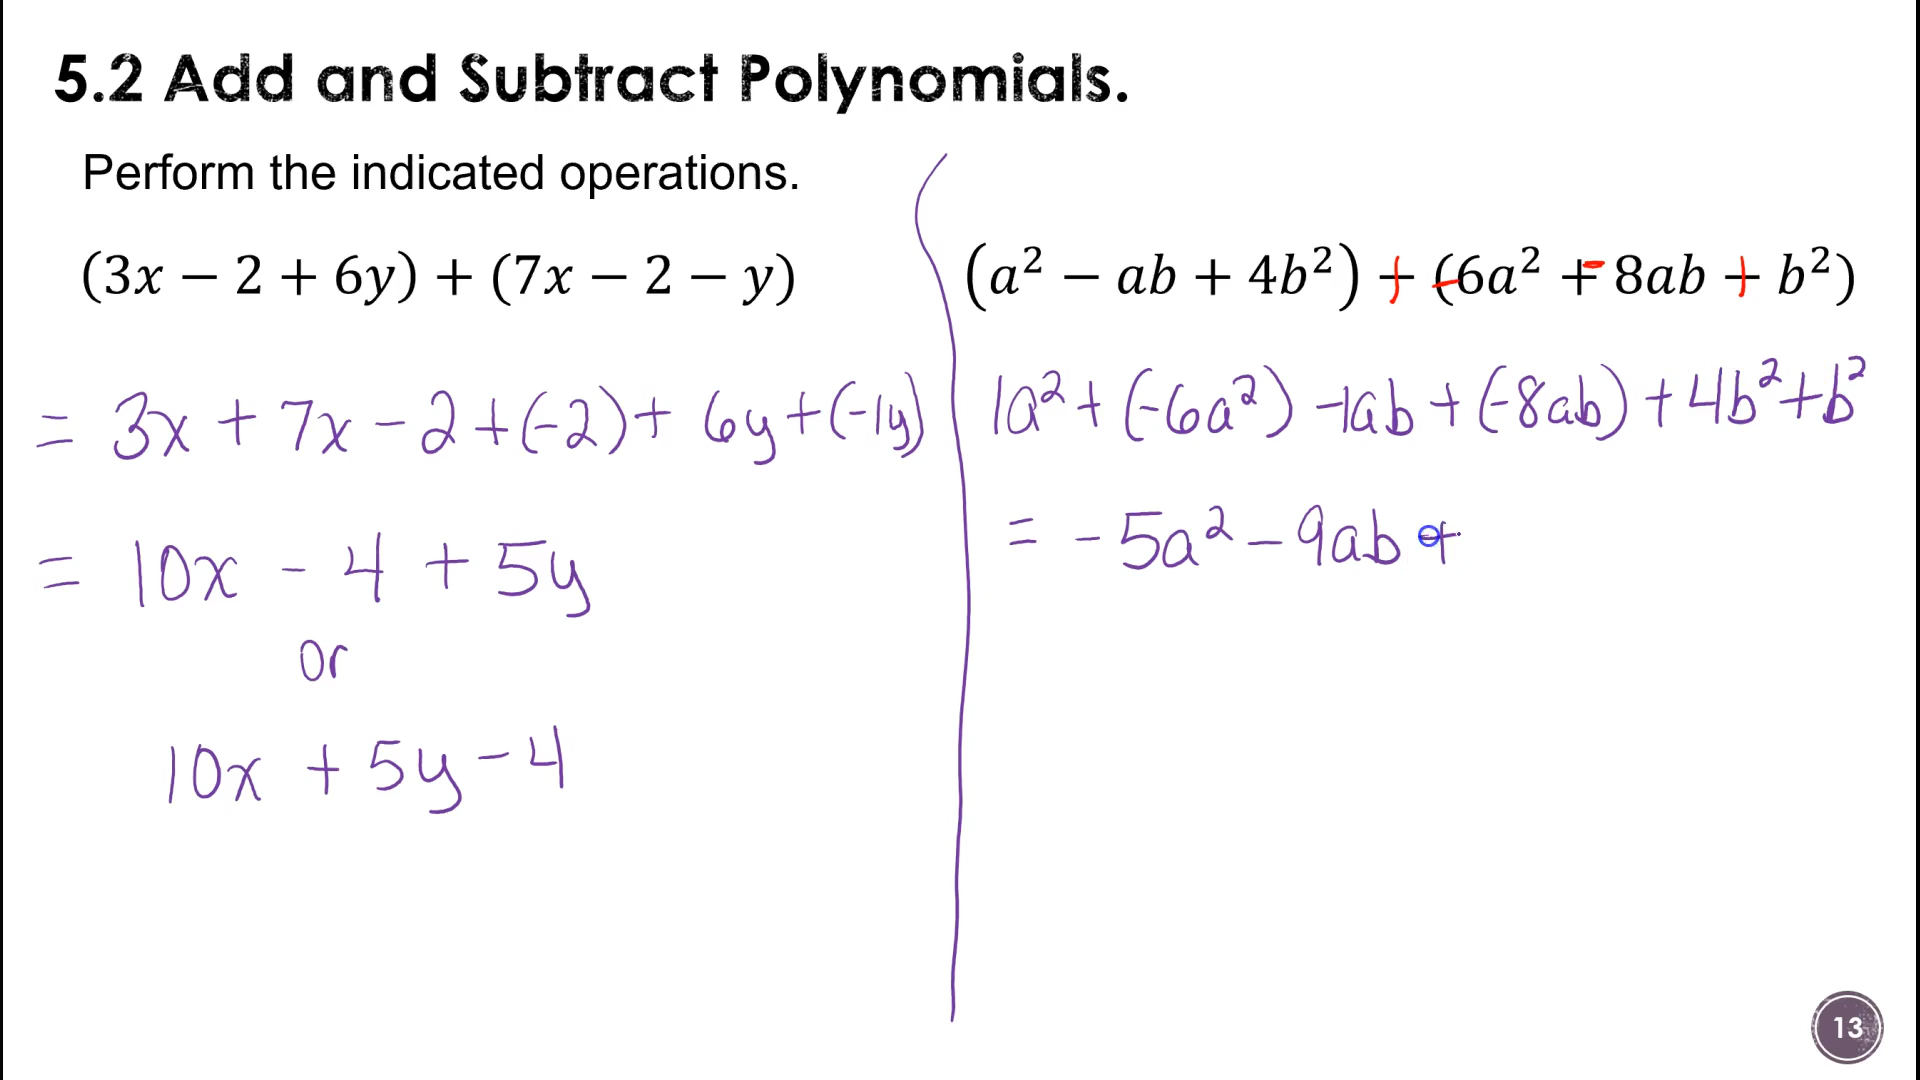 5.2 Add and Subtract Polynomials.
Perform the indicated operations.
(3x − 2 + 6y) + (7x − 2 − y)
= 3x + 7x - 2 + (-2) + 6y + (-1y)
= 10x - 4 + 5y
or
10x + 5y - 4
(a² − ab + 4b²) + (-6a² + - 8ab + b²)
1a² + (-6a²) - 1ab + (-8ab) + 4b² + b²
= -5a² - 9ab +
13